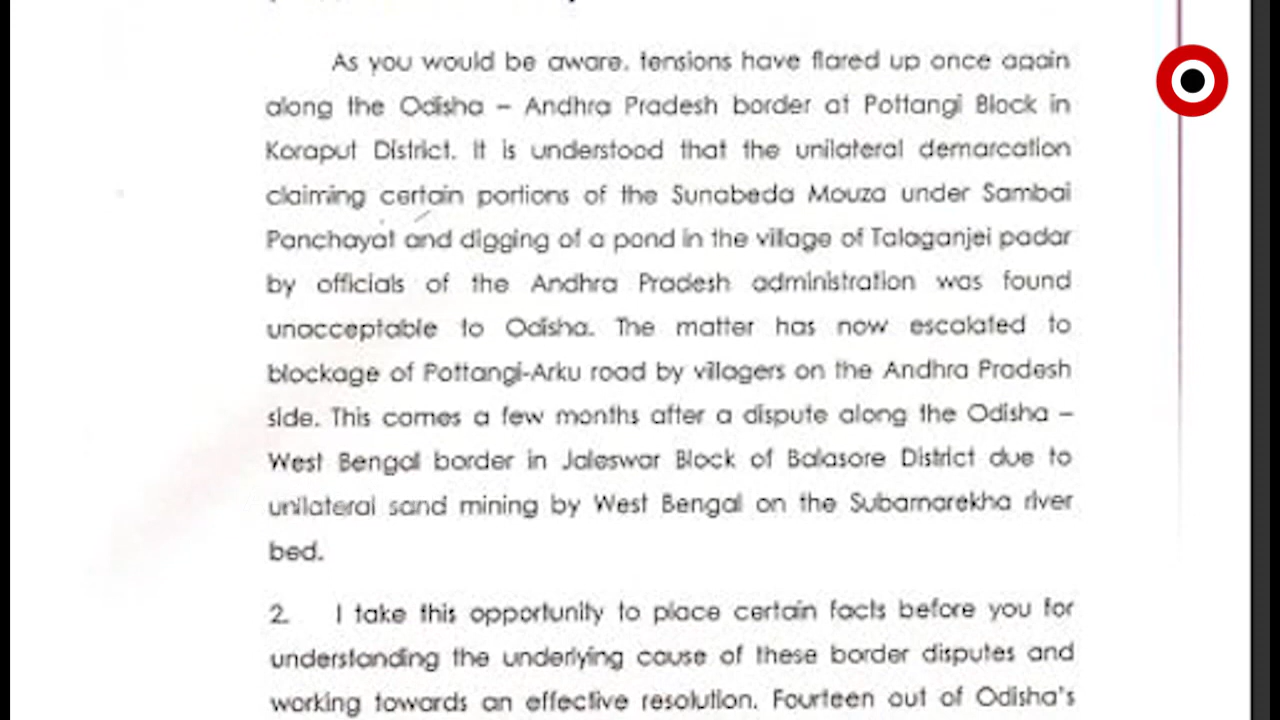 As you would be aware, tensions have flared up once again
along the Odisha – Andhra Pradesh border at Pottangi Block in
Koraput District. It is understood that the unilateral demarcation
claiming certain portions of the Sunabeda Mouza under Sambai
Panchayat and digging of a pond in the village of Talaganjei padar
by officials of the Andhra Pradesh administration was found
unacceptable to Odisha. The matter has now escalated to
blockage of Pottangi-Arku road by villagers on the Andhra Pradesh
side. This comes a few months after a dispute along the Odisha –
West Bengal border in Jaleswar Block of Balasore District due to
unilateral sand mining by West Bengal on the Subarnarekha river
bed.
2. I take this opportunity to place certain facts before you for
understanding the underlying cause of these border disputes and
working towards an effective resolution. Fourteen out of Odisha's